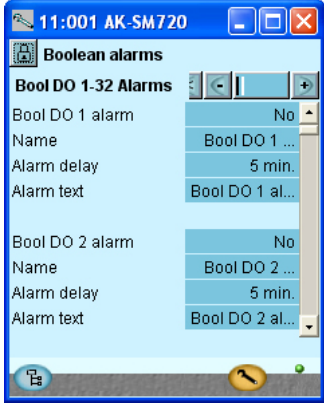 11:001 AK-SM720
Boolean alarms
Bool DO 1-32 Alarms
Bool DO 1 alarm No
Name Bool DO 1 ...
Alarm delay 5 min.
Alarm text Bool DO 1 al...
Bool DO 2 alarm No
Name Bool DO 2 ...
Alarm delay 5 min.
Alarm text Bool DO 2 al...